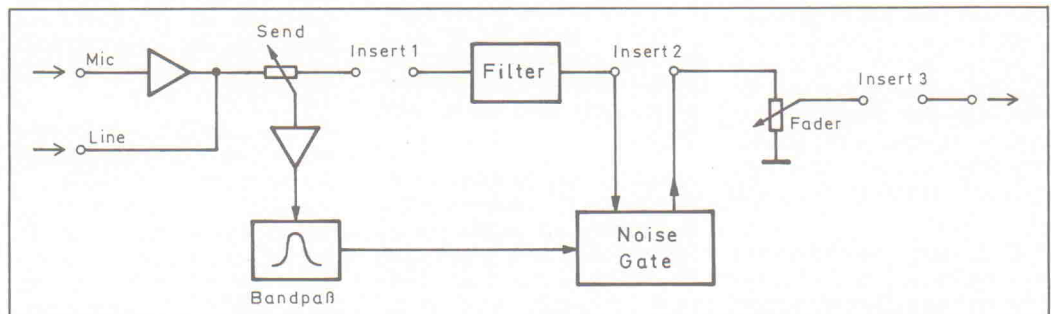 Send
Mic
Insert 1
Filter
Insert 2
Insert 3
Line
Fader
Noise
Gate
Bandpaß